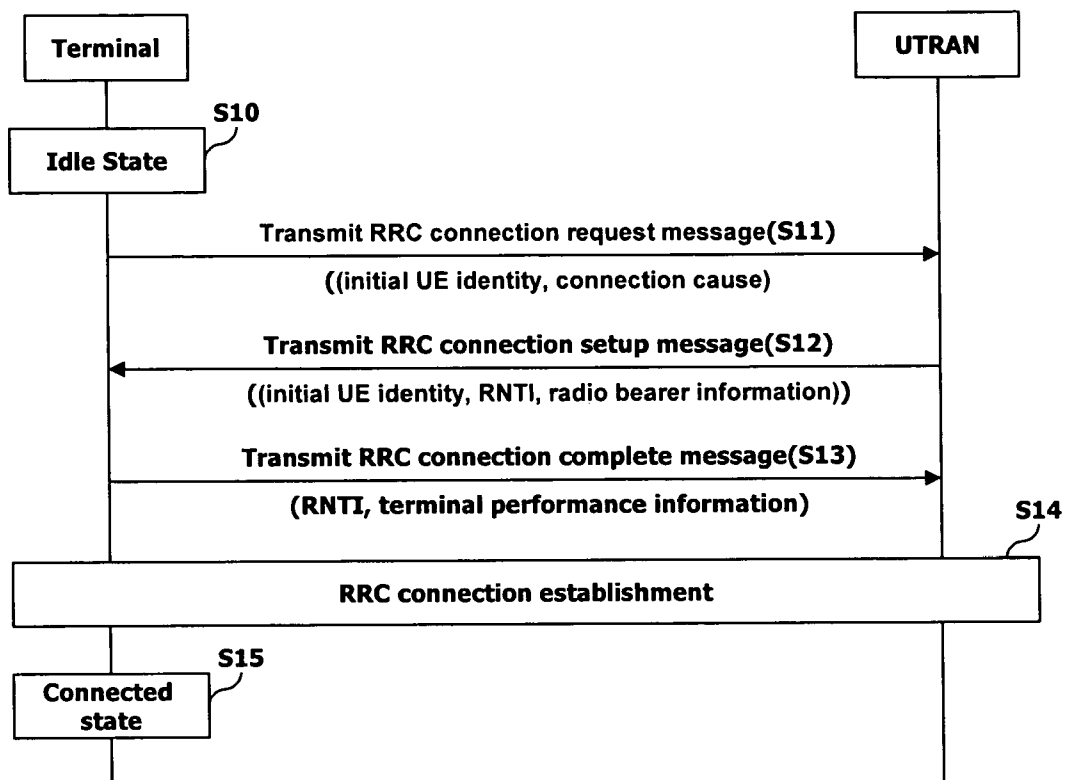 Terminal
UTRAN
S10
Idle State
Transmit RRC connection request message(S11)
((initial UE identity, connection cause)
Transmit RRC connection setup message(S12)
((initial UE identity, RNTI, radio bearer information))
Transmit RRC connection complete message(S13)
(RNTI, terminal performance information)
S14
RRC connection establishment
S15
Connected
state